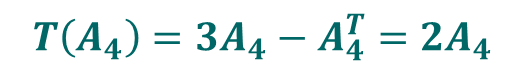 T(A₄) = 3A₄ − A₄ᵀ = 2A₄